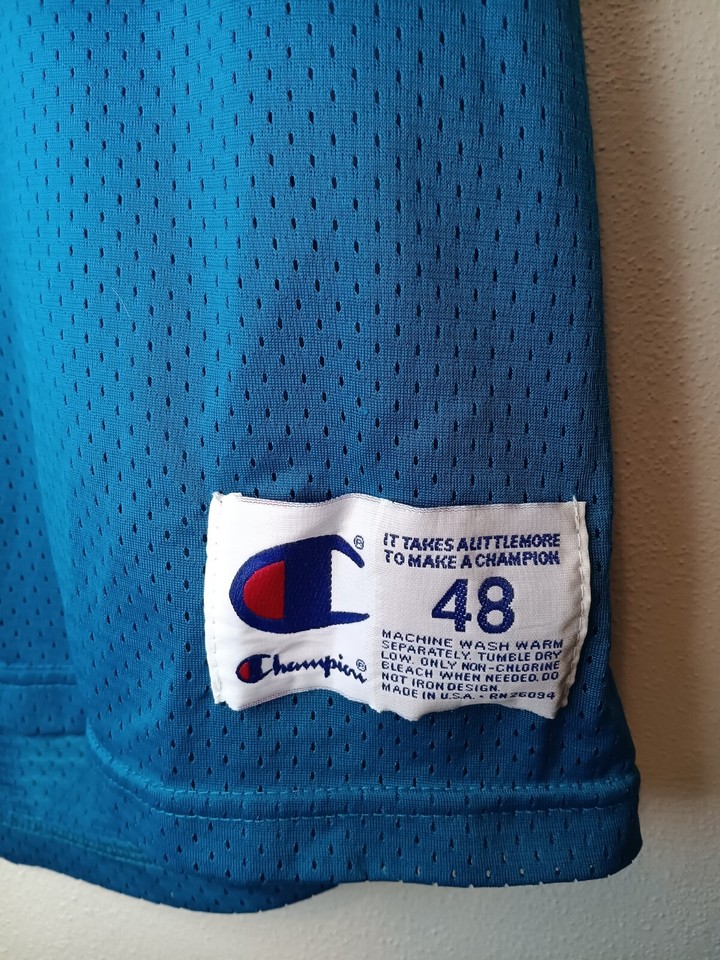 ®
IT TAKES A LITTLE MORE
TO MAKE A CHAMPION
48
Champion®
MACHINE WASH WARM
SEPARATELY. TUMBLE DRY
LOW. ONLY NON-CHLORINE
BLEACH WHEN NEEDED. DO
NOT IRON DESIGN.
MADE IN U.S.A. • RN 26094